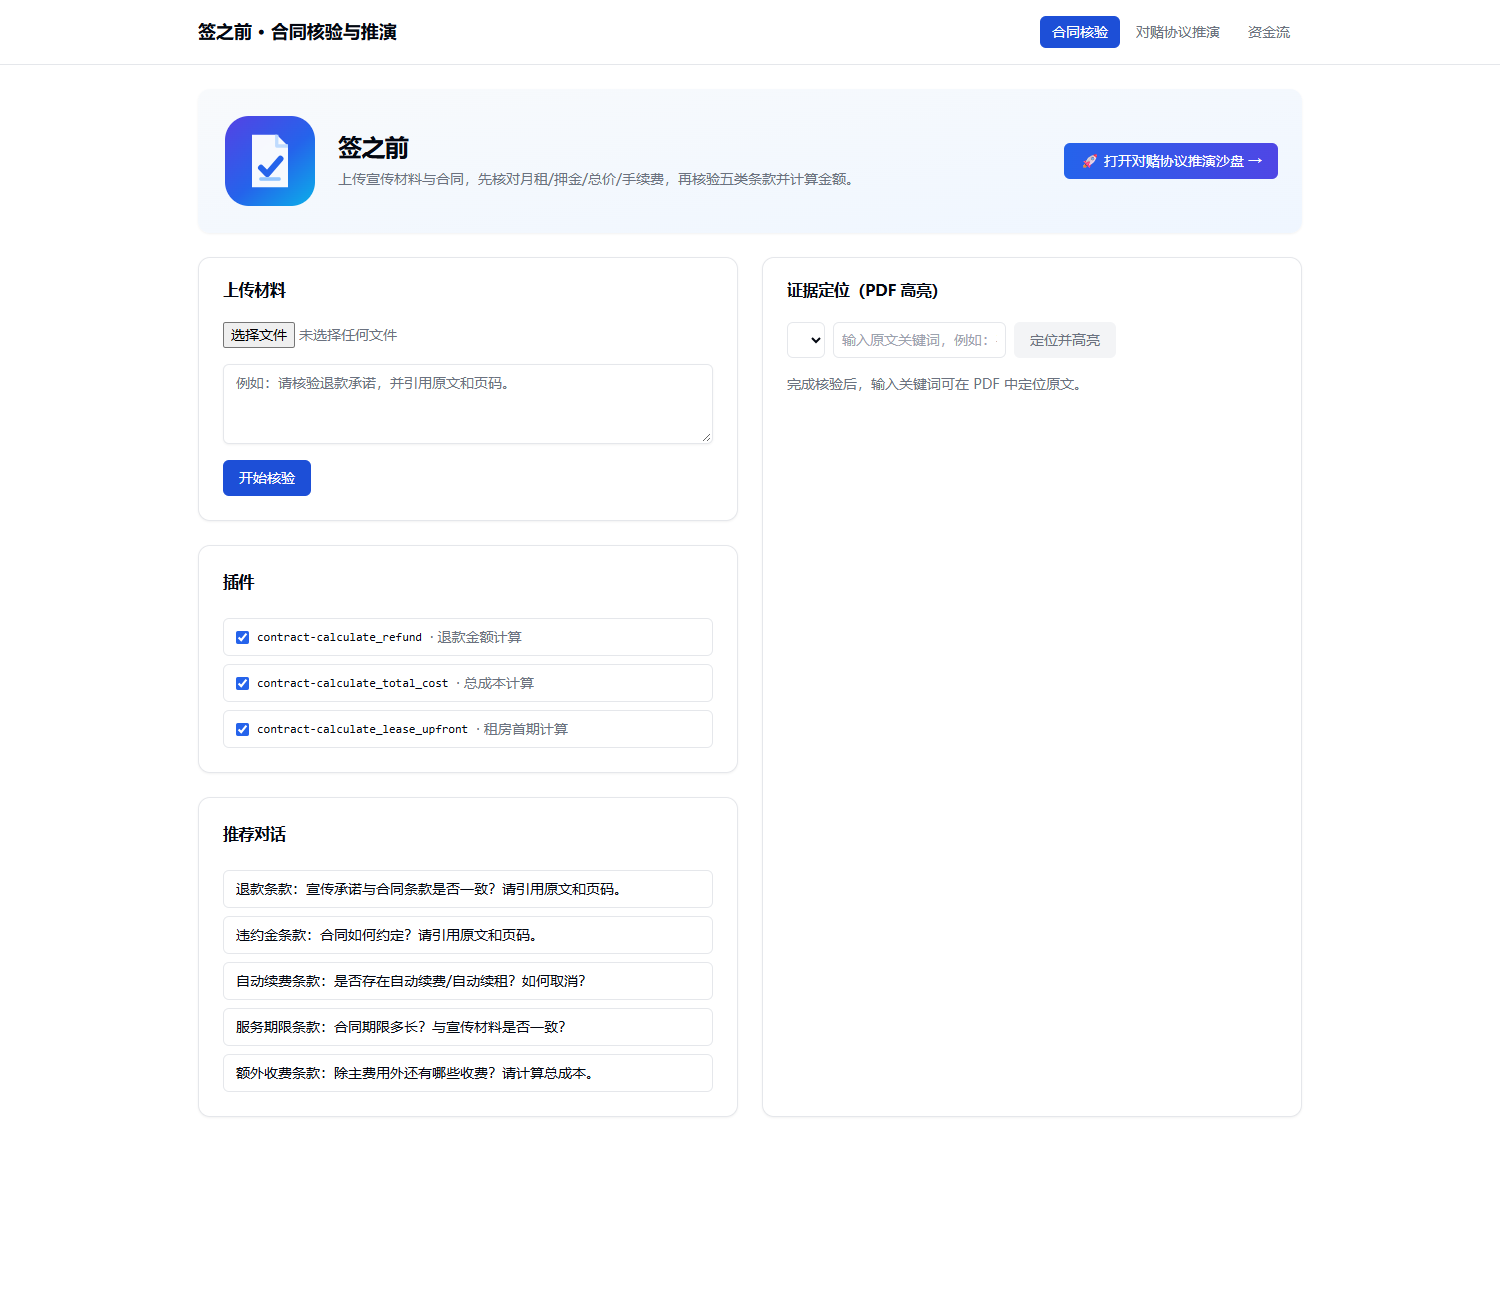 签之前 · 合同核验与推演
合同核验
对赌协议推演
资金流
签之前
上传宣传材料与合同，先核对月租/押金/总价/手续费，再核验五类条款并计算金额。
🚀 打开对赌协议推演沙盘 →
上传材料
选择文件 未选择任何文件
例如：请核验退款承诺，并引用原文和页码。
开始核验
插件
contract-calculate_refund · 退款金额计算
contract-calculate_total_cost · 总成本计算
contract-calculate_lease_upfront · 租房首期计算
推荐对话
退款条款：宣传承诺与合同条款是否一致？请引用原文和页码。
违约金条款：合同如何约定？请引用原文和页码。
自动续费条款：是否存在自动续费/自动续租？如何取消？
服务期限条款：合同期限多长？与宣传材料是否一致？
额外收费条款：除主费用外还有哪些收费？请计算总成本。
证据定位（PDF 高亮）
输入原文关键词，例如：
定位并高亮
完成核验后，输入关键词可在 PDF 中定位原文。